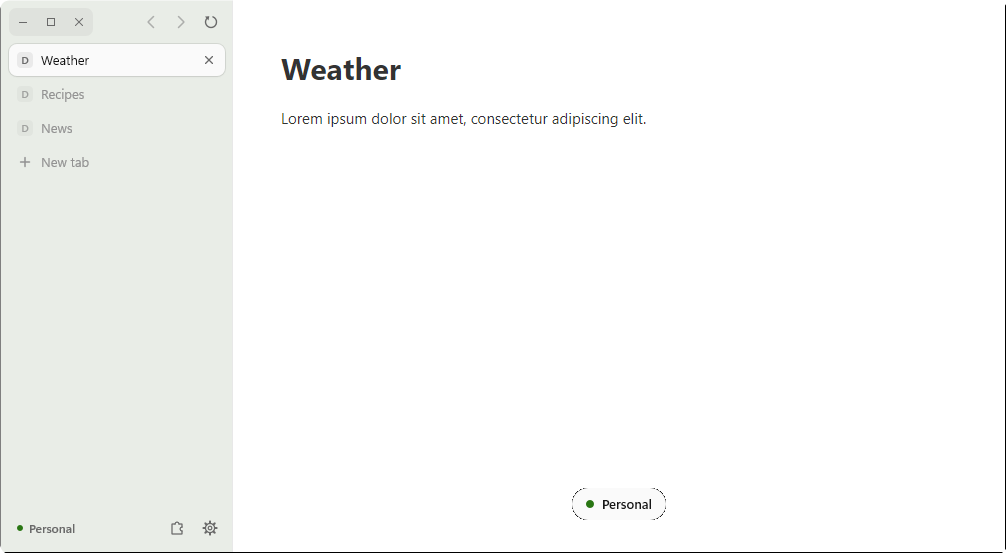 D Weather
D Recipes
D News
New tab
Personal
Weather
Lorem ipsum dolor sit amet, consectetur adipiscing elit.
Personal